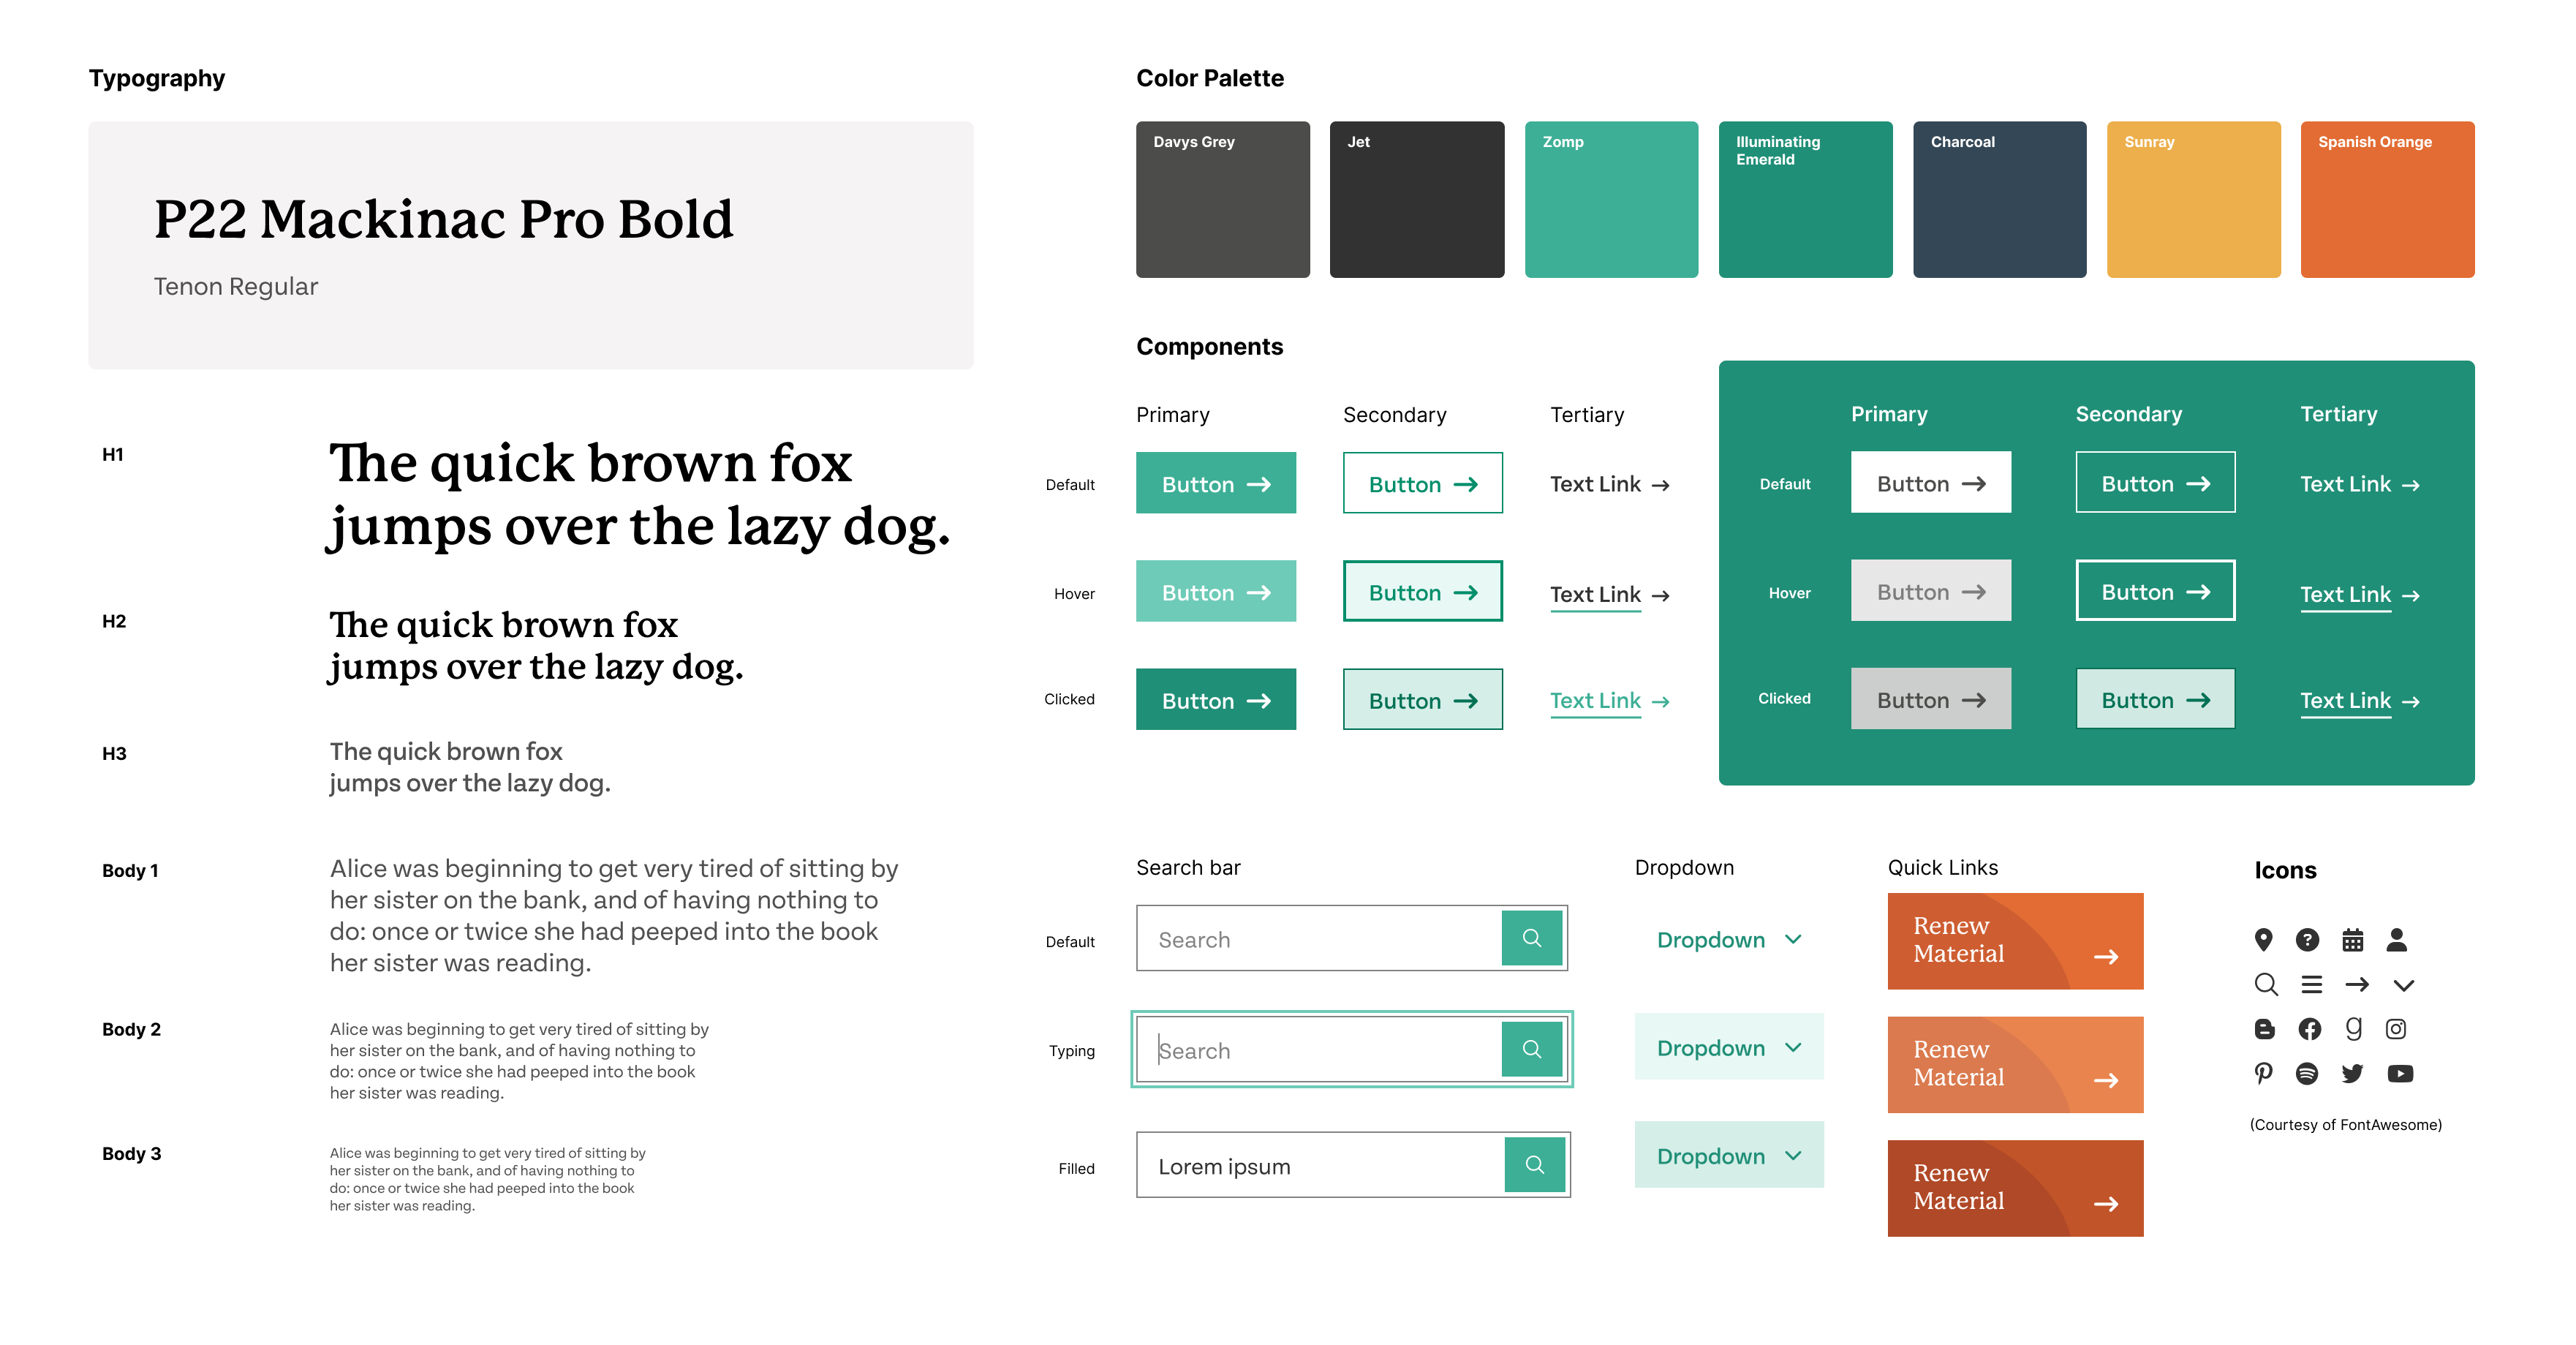 Typography
P22 Mackinac Pro Bold
Tenon Regular
H1
The quick brown fox
jumps over the lazy dog.
H2
The quick brown fox
jumps over the lazy dog.
H3
The quick brown fox
jumps over the lazy dog.
Body 1
Alice was beginning to get very tired of sitting by
her sister on the bank, and of having nothing to
do: once or twice she had peeped into the book
her sister was reading.
Body 2
Alice was beginning to get very tired of sitting by
her sister on the bank, and of having nothing to
do: once or twice she had peeped into the book
her sister was reading.
Body 3
Alice was beginning to get very tired of sitting by
her sister on the bank, and of having nothing to
do: once or twice she had peeped into the book
her sister was reading.
Color Palette
Davys Grey
Jet
Zomp
Illuminating
Emerald
Charcoal
Sunray
Spanish Orange
Components
Primary
Secondary
Tertiary
Default
Button
Button
Text Link
Hover
Button
Button
Text Link
Clicked
Button
Button
Text Link
Primary
Secondary
Tertiary
Default
Button
Button
Text Link
Hover
Button
Button
Text Link
Clicked
Button
Button
Text Link
Search bar
Default
Search
Typing
Search
Filled
Lorem ipsum
Dropdown
Dropdown
Dropdown
Dropdown
Quick Links
Renew
Material
Renew
Material
Renew
Material
Icons
(Courtesy of FontAwesome)